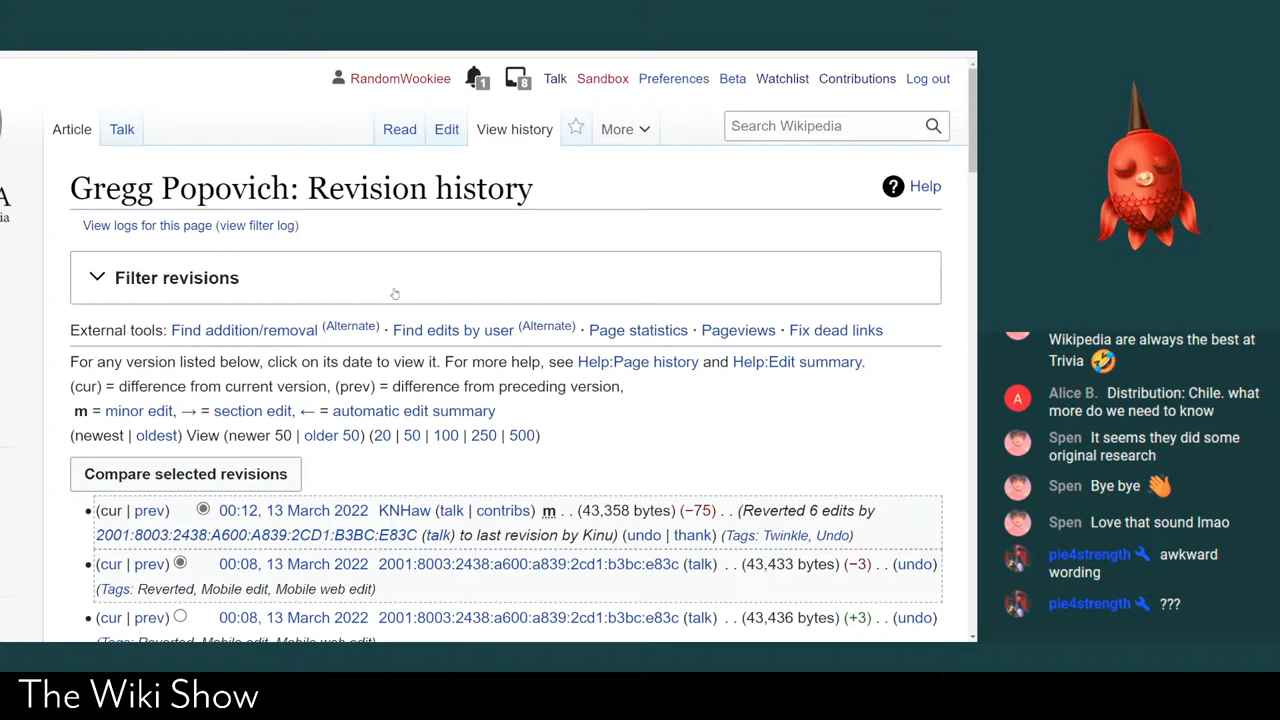 RandomWookiee 1 8 Talk Sandbox Preferences Beta Watchlist Contributions Log out
Article Talk Read Edit View history More Search Wikipedia
A
ia
Gregg Popovich: Revision history
? Help
View logs for this page (view filter log)
Filter revisions
External tools: Find addition/removal (Alternate) · Find edits by user (Alternate) · Page statistics · Pageviews · Fix dead links
For any version listed below, click on its date to view it. For more help, see Help:Page history and Help:Edit summary.
(cur) = difference from current version, (prev) = difference from preceding version,
m = minor edit, → = section edit, ← = automatic edit summary
(newest | oldest) View (newer 50 | older 50) (20 | 50 | 100 | 250 | 500)
Compare selected revisions
• (cur | prev) 00:12, 13 March 2022 KNHaw (talk | contribs) m . . (43,358 bytes) (−75) . . (Reverted 6 edits by
2001:8003:2438:A600:A839:2CD1:B3BC:E83C (talk) to last revision by Kinu) (undo | thank) (Tags: Twinkle, Undo)
• (cur | prev) 00:08, 13 March 2022 2001:8003:2438:a600:a839:2cd1:b3bc:e83c (talk) . . (43,433 bytes) (−3) . . (undo)
(Tags: Reverted, Mobile edit, Mobile web edit)
• (cur | prev) 00:08, 13 March 2022 2001:8003:2438:a600:a839:2cd1:b3bc:e83c (talk) . . (43,436 bytes) (+3) . . (undo)
(Tags: Reverted, Mobile edit, Mobile web edit)
Wikipedia are always the best at
Trivia 🤣
A Alice B. Distribution: Chile. what
more do we need to know
Spen It seems they did some
original research
Spen Bye bye 👋
Spen Love that sound lmao
pie4strength awkward
wording
pie4strength ???
The Wiki Show